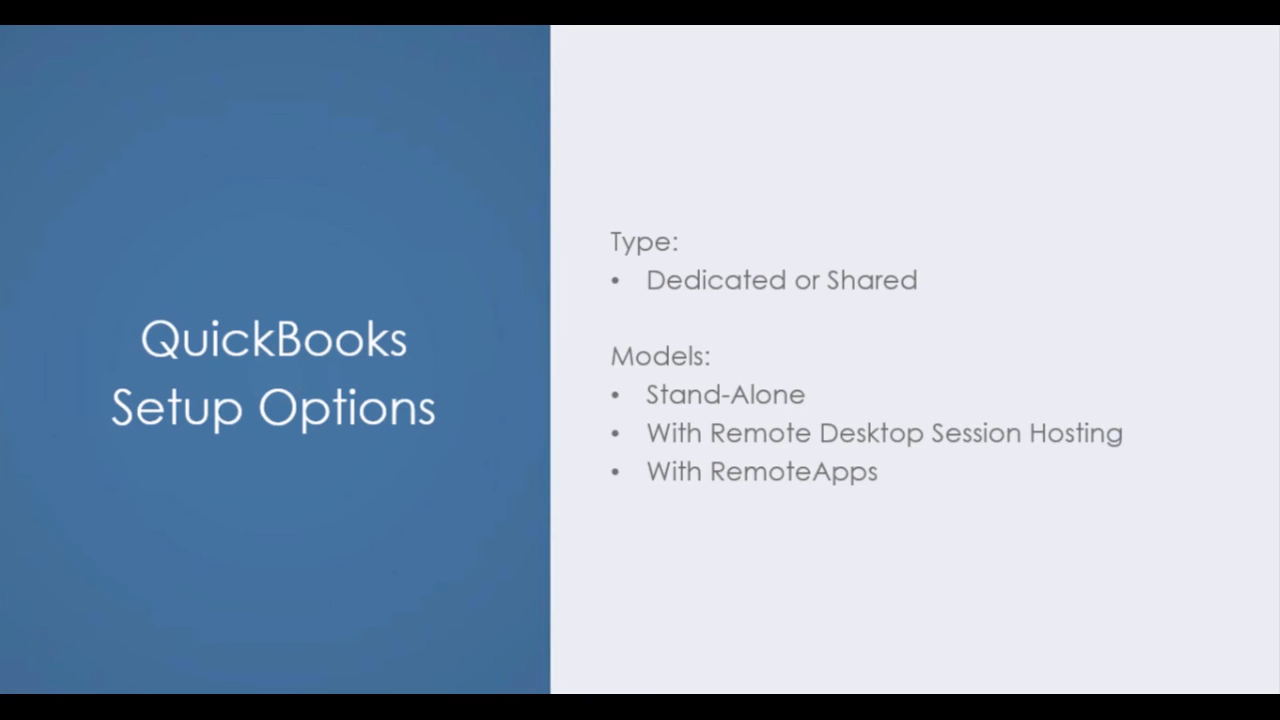 QuickBooks
Setup Options
Type:
• Dedicated or Shared
Models:
• Stand-Alone
• With Remote Desktop Session Hosting
• With RemoteApps